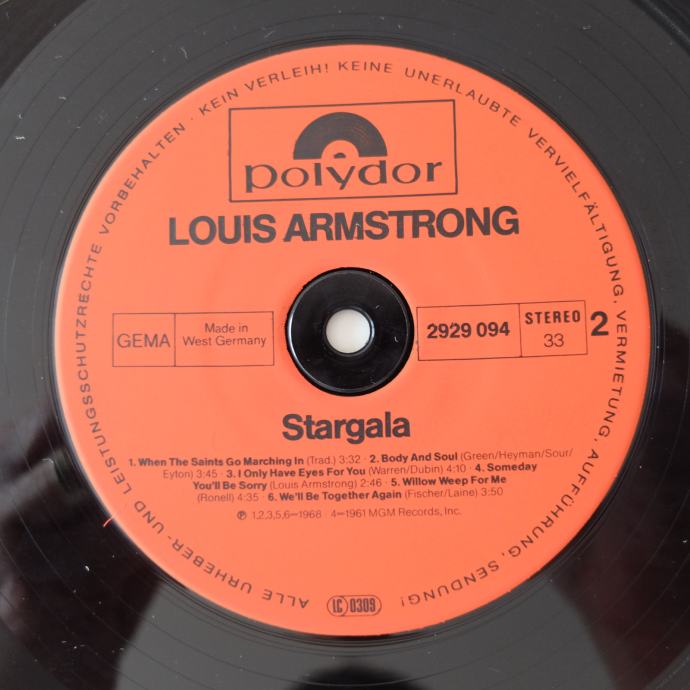 ALLE URHEBER- UND LEISTUNGSSCHUTZRECHTE VORBEHALTEN · KEIN VERLEIH! KEINE UNERLAUBTE VERVIELFÄLTIGUNG, VERMIETUNG, AUFFÜHRUNG, SENDUNG!
polydor
LOUIS ARMSTRONG
GEMA
Made in
West Germany
2929 094
STEREO
33
2
Stargala
1. When The Saints Go Marching In (Trad.) 3:32 · 2. Body And Soul (Green/Heyman/Sour/
Eyton) 3:45 · 3. I Only Have Eyes For You (Warren/Dubin) 4:10 · 4. Someday
You'll Be Sorry (Louis Armstrong) 2:46 · 5. Willow Weep For Me
(Ronell) 4:35 · 6. We'll Be Together Again (Fischer/Laine) 3:50
℗ 1,2,3,5,6=1968 · 4=1961 MGM Records, Inc.
LC 0309